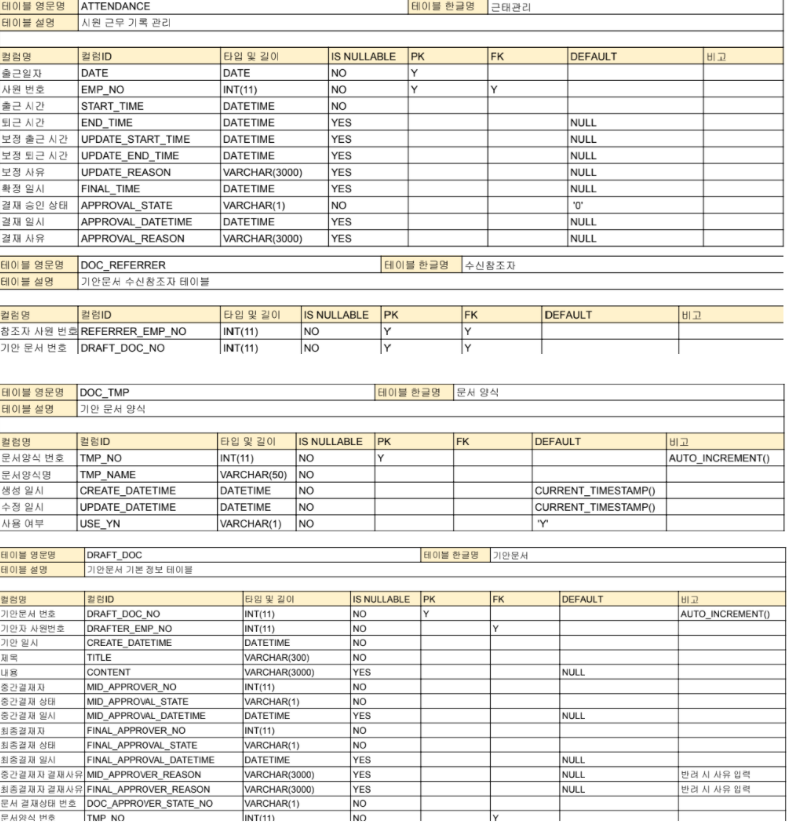 테이블 영문명 ATTENDANCE 테이블 한글명 근태관리
테이블 설명 시원 근무 기록 관리
컬럼명 컬럼ID 타입 및 길이 IS NULLABLE PK FK DEFAULT 비고
출근일자 DATE DATE NO Y
사원 번호 EMP_NO INT(11) NO Y Y
출근 시간 START_TIME DATETIME NO
퇴근 시간 END_TIME DATETIME YES NULL
보정 출근 시간 UPDATE_START_TIME DATETIME YES NULL
보정 퇴근 시간 UPDATE_END_TIME DATETIME YES NULL
보정 사유 UPDATE_REASON VARCHAR(3000) YES NULL
확정 일시 FINAL_TIME DATETIME YES NULL
결재 승인 상태 APPROVAL_STATE VARCHAR(1) NO '0'
결재 일시 APPROVAL_DATETIME DATETIME YES NULL
결재 사유 APPROVAL_REASON VARCHAR(3000) YES NULL
테이블 영문명 DOC_REFERRER 테이블 한글명 수신참조자
테이블 설명 기안문서 수신참조자 테이블
컬럼명 컬럼ID 타입 및 길이 IS NULLABLE PK FK DEFAULT 비고
참조자 사원 번호 REFERRER_EMP_NO INT(11) NO Y Y
기안 문서 번호 DRAFT_DOC_NO INT(11) NO Y Y
테이블 영문명 DOC_TMP 테이블 한글명 문서 양식
테이블 설명 기안 문서 양식
컬럼명 컬럼ID 타입 및 길이 IS NULLABLE PK FK DEFAULT 비고
문서양식 번호 TMP_NO INT(11) NO Y AUTO_INCREMENT()
문서양식명 TMP_NAME VARCHAR(50) NO
생성 일시 CREATE_DATETIME DATETIME NO CURRENT_TIMESTAMP()
수정 일시 UPDATE_DATETIME DATETIME NO CURRENT_TIMESTAMP()
사용 여부 USE_YN VARCHAR(1) NO 'Y'
테이블 영문명 DRAFT_DOC 테이블 한글명 기안문서
테이블 설명 기안문서 기본 정보 테이블
컬럼명 컬럼ID 타입 및 길이 IS NULLABLE PK FK DEFAULT 비고
기안문서 번호 DRAFT_DOC_NO INT(11) NO Y AUTO_INCREMENT()
기안자 사원번호 DRAFTER_EMP_NO INT(11) NO Y
기안 일시 CREATE_DATETIME DATETIME NO
제목 TITLE VARCHAR(300) NO
내용 CONTENT VARCHAR(3000) YES NULL
중간결재자 MID_APPROVER_NO INT(11) NO
중간결재 상태 MID_APPROVAL_STATE VARCHAR(1) NO
중간결재 일시 MID_APPROVAL_DATETIME DATETIME YES NULL
최종결재자 FINAL_APPROVER_NO INT(11) NO
최종결재 상태 FINAL_APPROVAL_STATE VARCHAR(1) NO
최종결재 일시 FINAL_APPROVAL_DATETIME DATETIME YES NULL
중간결재자 결재사유 MID_APPROVER_REASON VARCHAR(3000) YES NULL 반려 시 사유 입력
최종결재자 결재사유 FINAL_APPROVER_REASON VARCHAR(3000) YES NULL 반려 시 사유 입력
문서 결재상태 번호 DOC_APPROVER_STATE_NO VARCHAR(1) NO
문서양식 번호 TMP_NO INT(11) NO Y